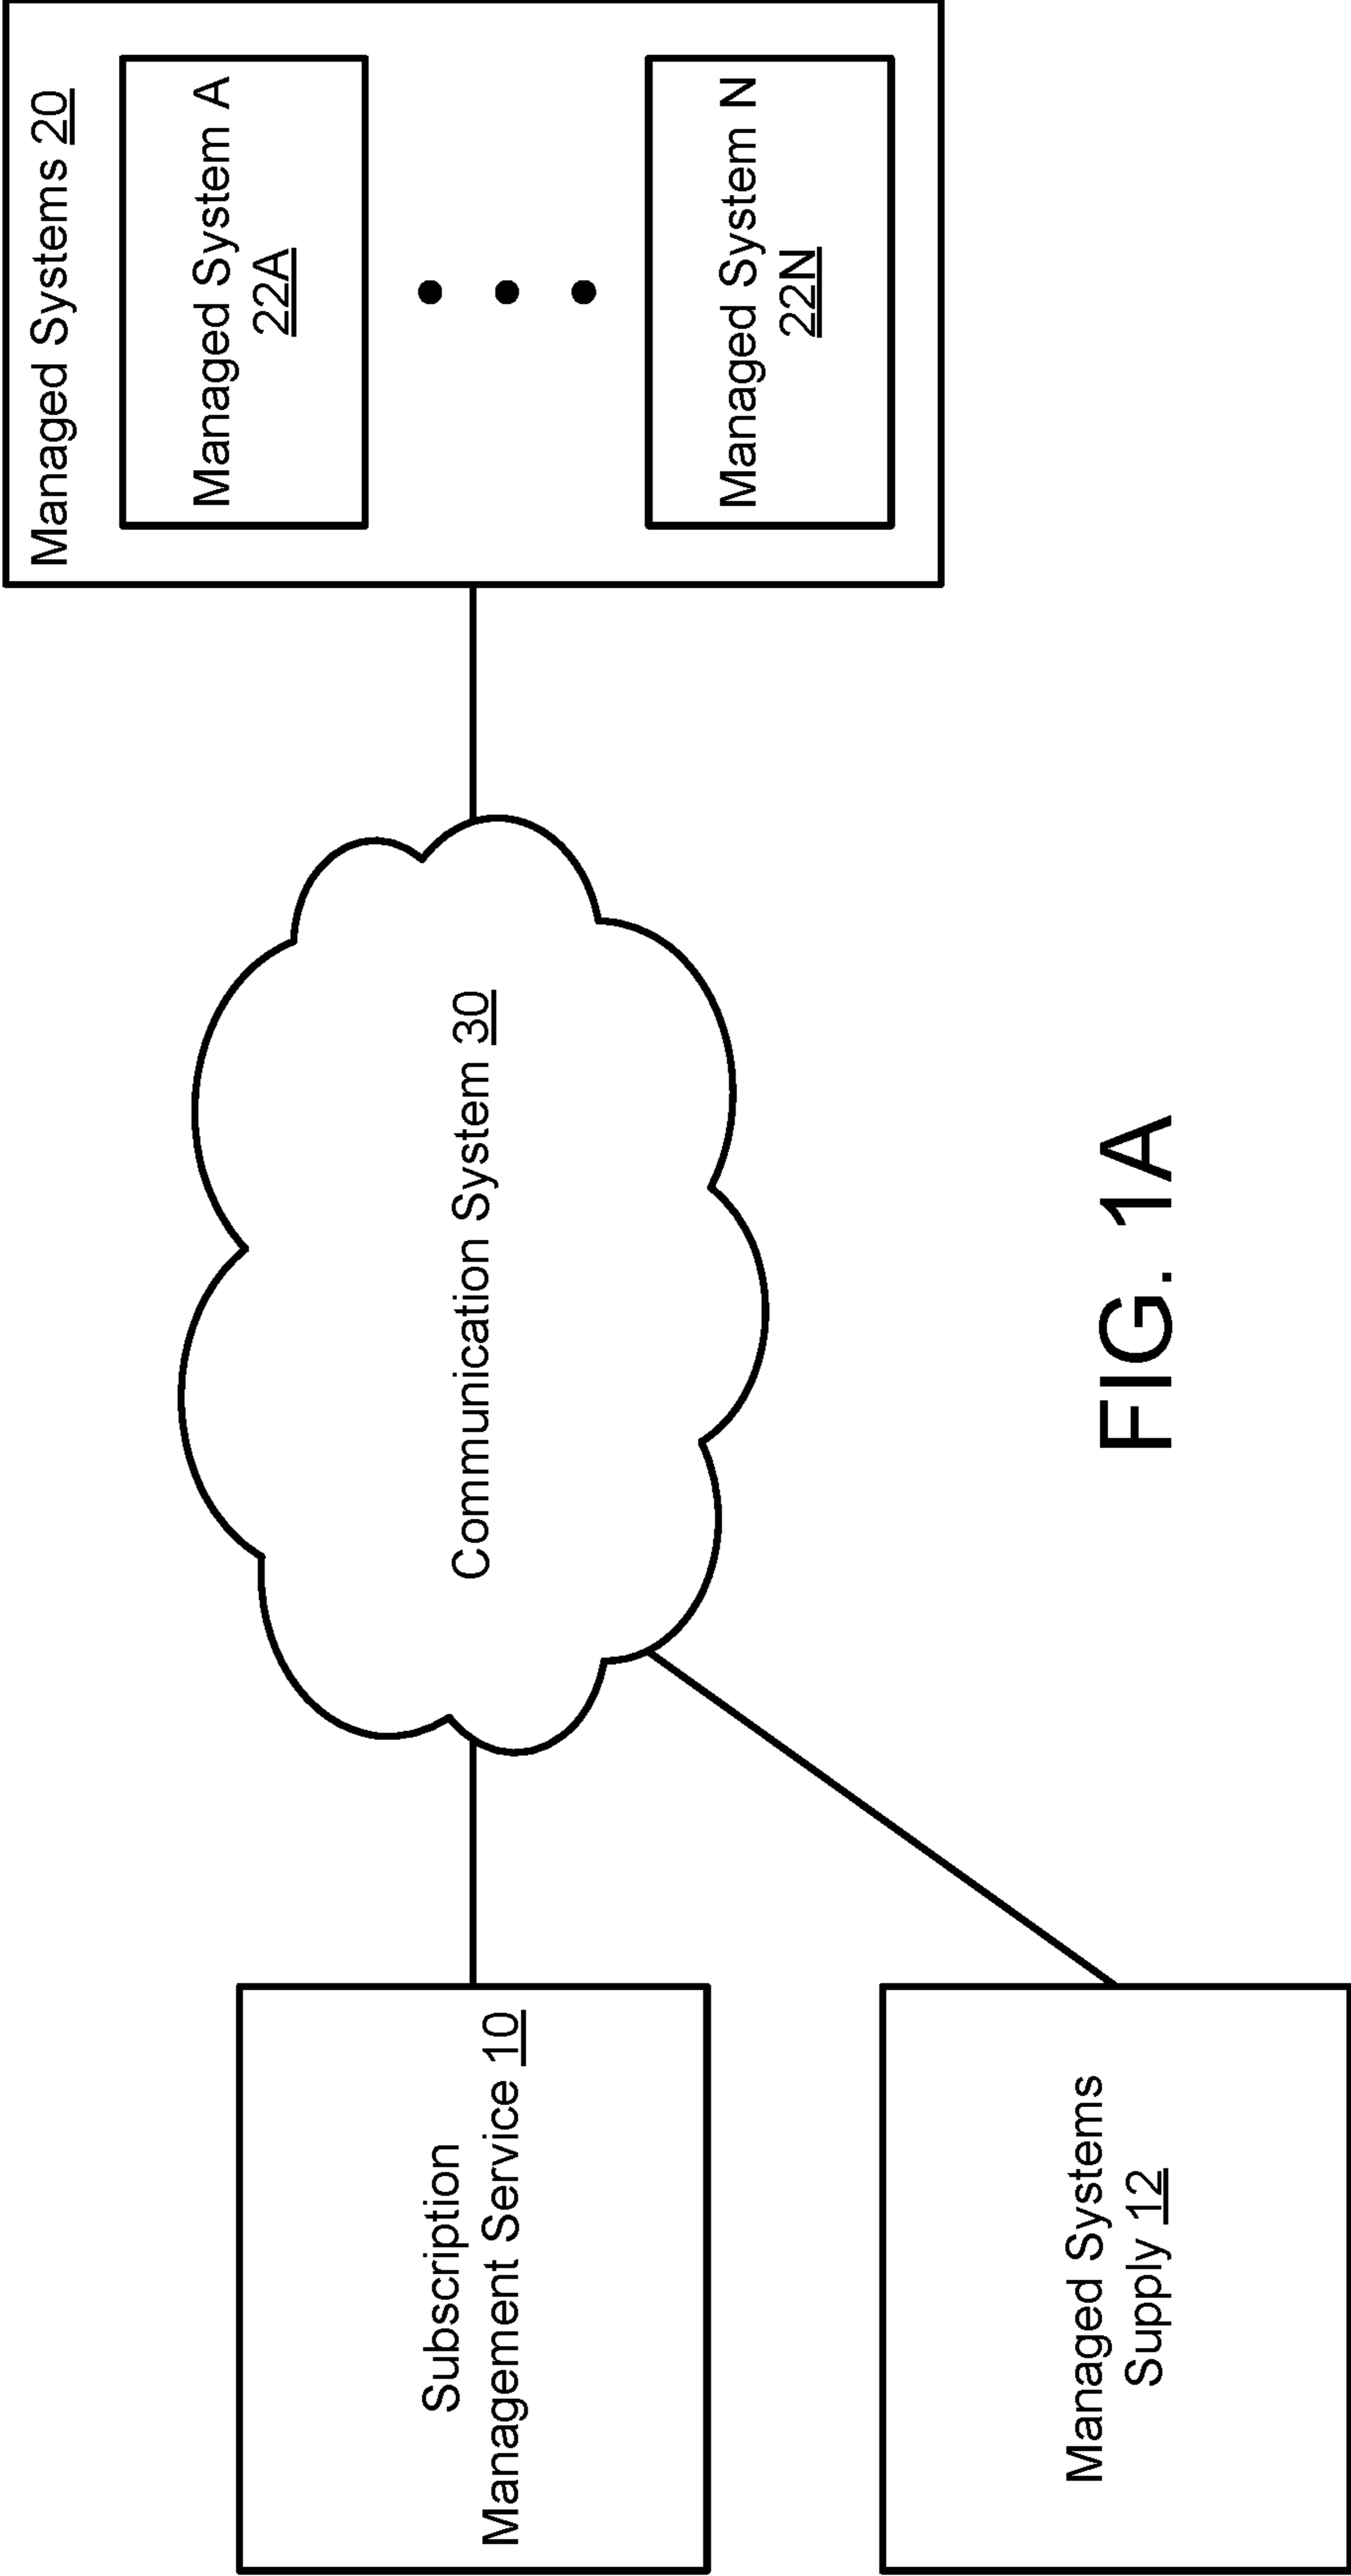 Subscription
Management Service 10
Managed Systems
Supply 12
Communication System 30
Managed Systems 20
Managed System A
22A
Managed System N
22N
FIG. 1A